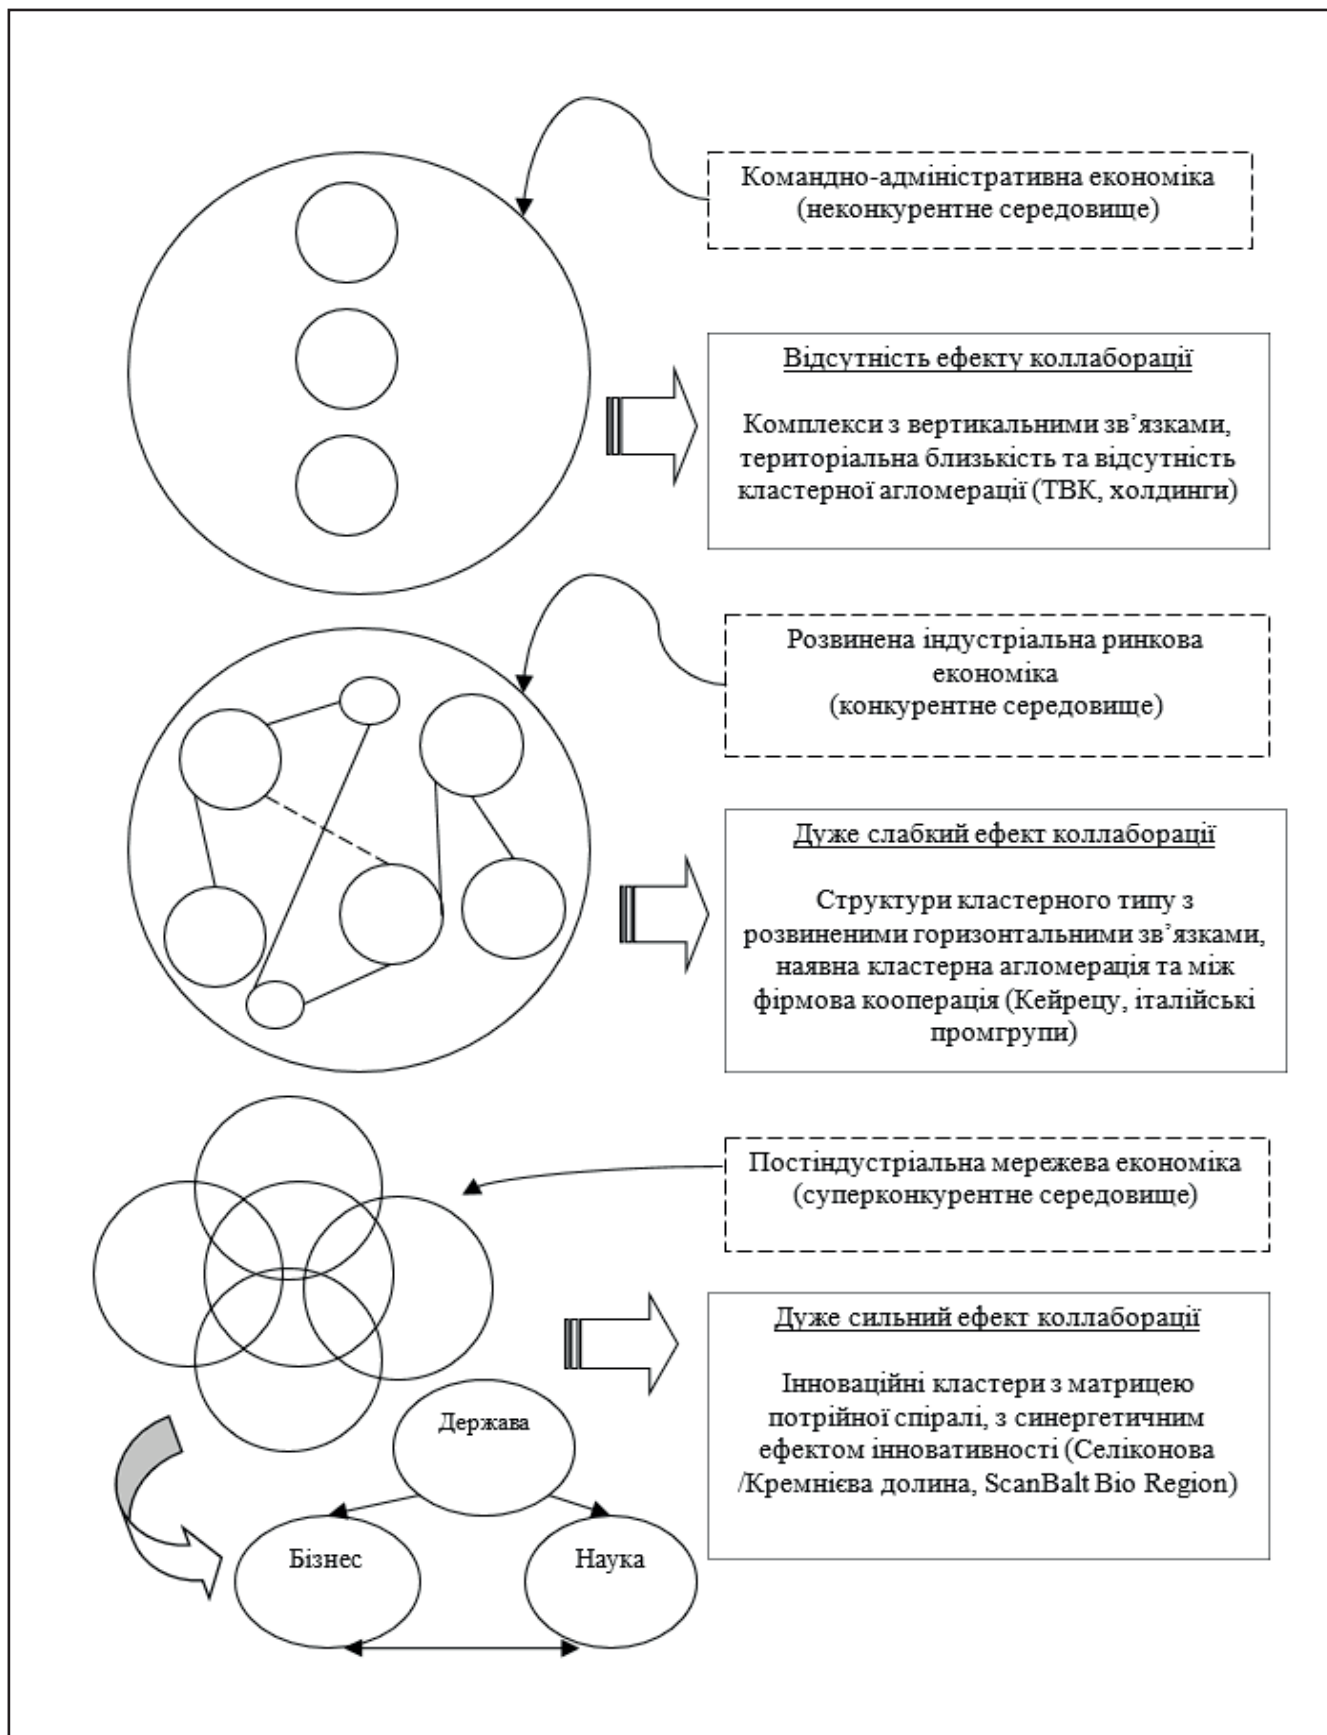 Командно-адміністративна економіка
(неконкурентне середовище)
Відсутність ефекту коллаборації
Комплекси з вертикальними зв’язками,
територіальна близькість та відсутність
кластерної агломерації (ТВК, холдинги)
Розвинена індустріальна ринкова
економіка
(конкурентне середовище)
Дуже слабкий ефект коллаборації
Структури кластерного типу з
розвиненими горизонтальними зв’язками,
наявна кластерна агломерація та між
фірмова кооперація (Кейрецу, італійські
промгрупи)
Постіндустріальна мережева економіка
(суперконкурентне середовище)
Дуже сильний ефект коллаборації
Інноваційні кластери з матрицею
потрійної спіралі, з синергетичним
ефектом інновативності (Селіконова
/Кремнієва долина, ScanBalt Bio Region)
Держава
Бізнес
Наука